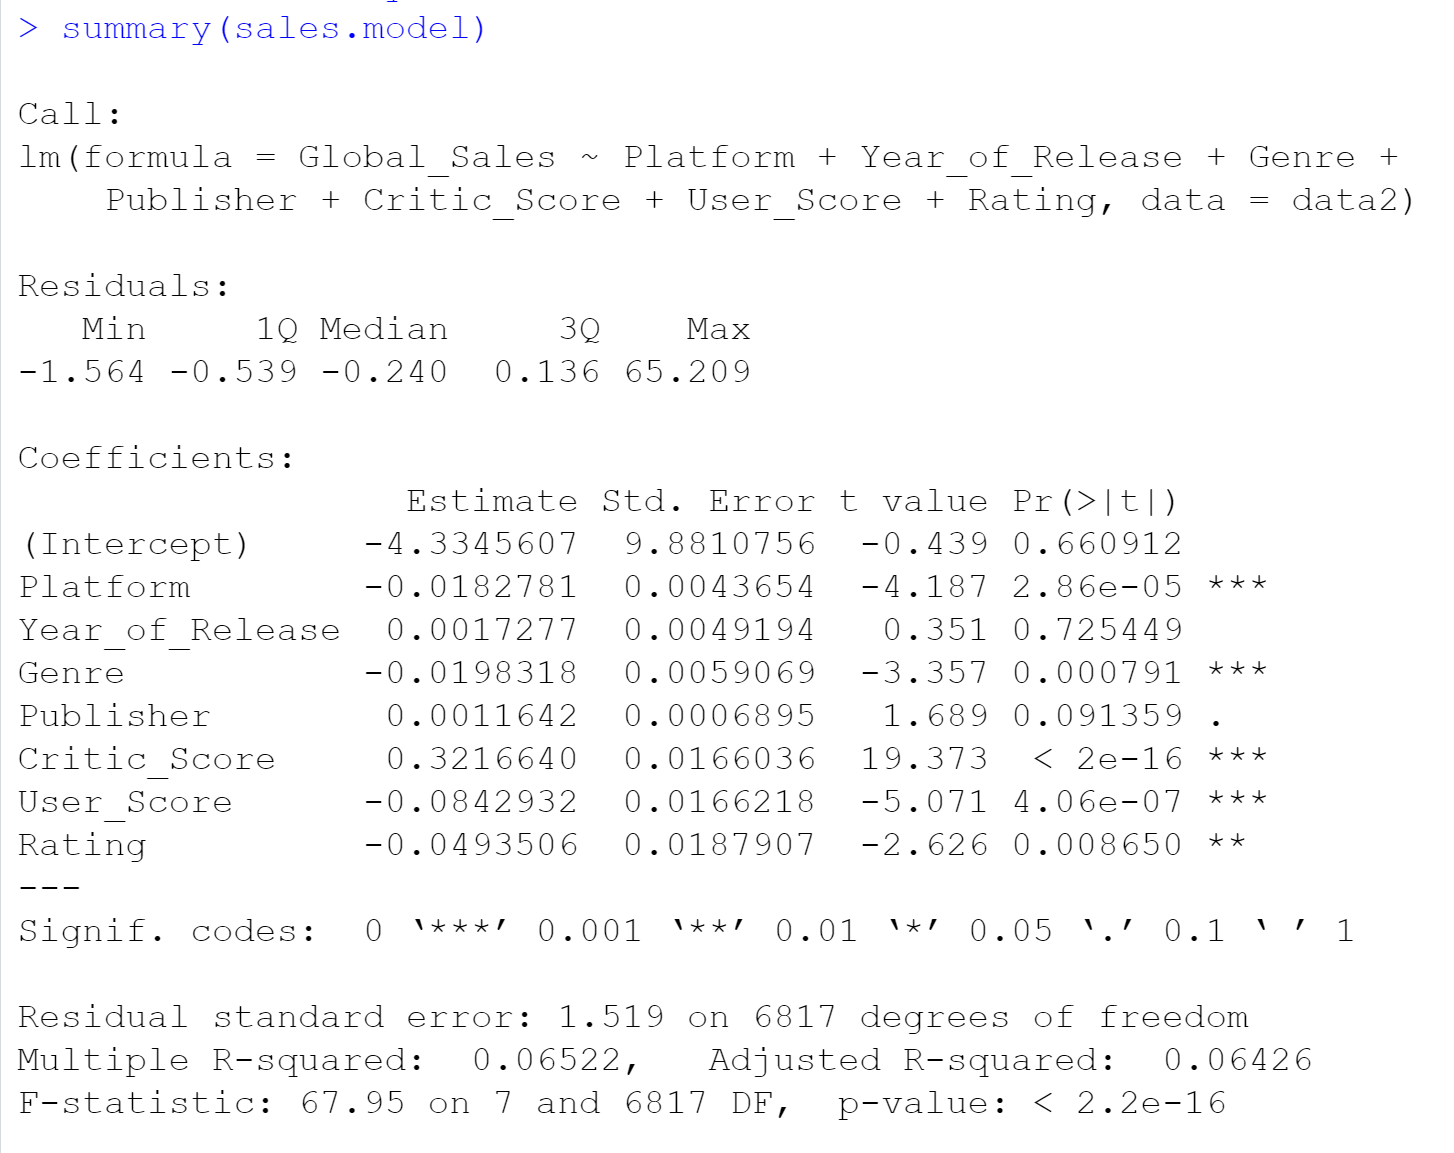 > summary(sales.model)
Call:
lm(formula = Global_Sales ~ Platform + Year_of_Release + Genre +
    Publisher + Critic_Score + User_Score + Rating, data = data2)
Residuals:
   Min     1Q Median     3Q    Max
-1.564 -0.539 -0.240  0.136 65.209
Coefficients:
                  Estimate Std. Error t value Pr(>|t|)
(Intercept)     -4.3345607  9.8810756  -0.439 0.660912
Platform        -0.0182781  0.0043654  -4.187 2.86e-05 ***
Year_of_Release  0.0017277  0.0049194   0.351 0.725449
Genre           -0.0198318  0.0059069  -3.357 0.000791 ***
Publisher        0.0011642  0.0006895   1.689 0.091359 .
Critic_Score     0.3216640  0.0166036  19.373  < 2e-16 ***
User_Score      -0.0842932  0.0166218  -5.071 4.06e-07 ***
Rating          -0.0493506  0.0187907  -2.626 0.008650 **
---
Signif. codes:  0 ‘***’ 0.001 ‘**’ 0.01 ‘*’ 0.05 ‘.’ 0.1 ‘ ’ 1
Residual standard error: 1.519 on 6817 degrees of freedom
Multiple R-squared:  0.06522,   Adjusted R-squared:  0.06426
F-statistic: 67.95 on 7 and 6817 DF,  p-value: < 2.2e-16